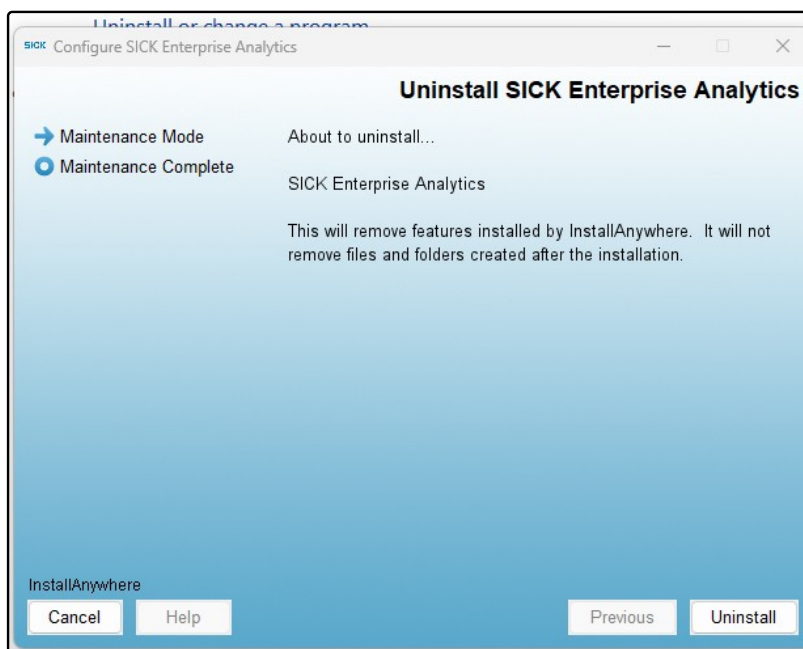 Uninstall or change a program
SICK Configure SICK Enterprise Analytics
Uninstall SICK Enterprise Analytics
Maintenance Mode
Maintenance Complete
About to uninstall...
SICK Enterprise Analytics
This will remove features installed by InstallAnywhere. It will not
remove files and folders created after the installation.
InstallAnywhere
Cancel
Help
Previous
Uninstall